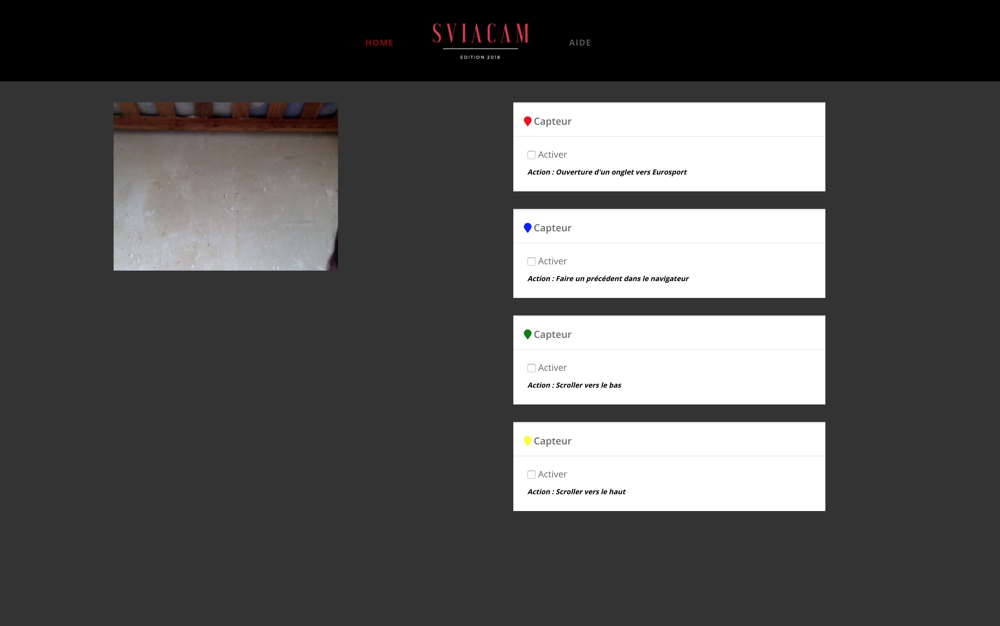 HOME
SVIACAM
EDITION 2018
AIDE
Capteur
Activer
Action : Ouverture d'un onglet vers Eurosport
Capteur
Activer
Action : Faire un précédent dans le navigateur
Capteur
Activer
Action : Scroller vers le bas
Capteur
Activer
Action : Scroller vers le haut